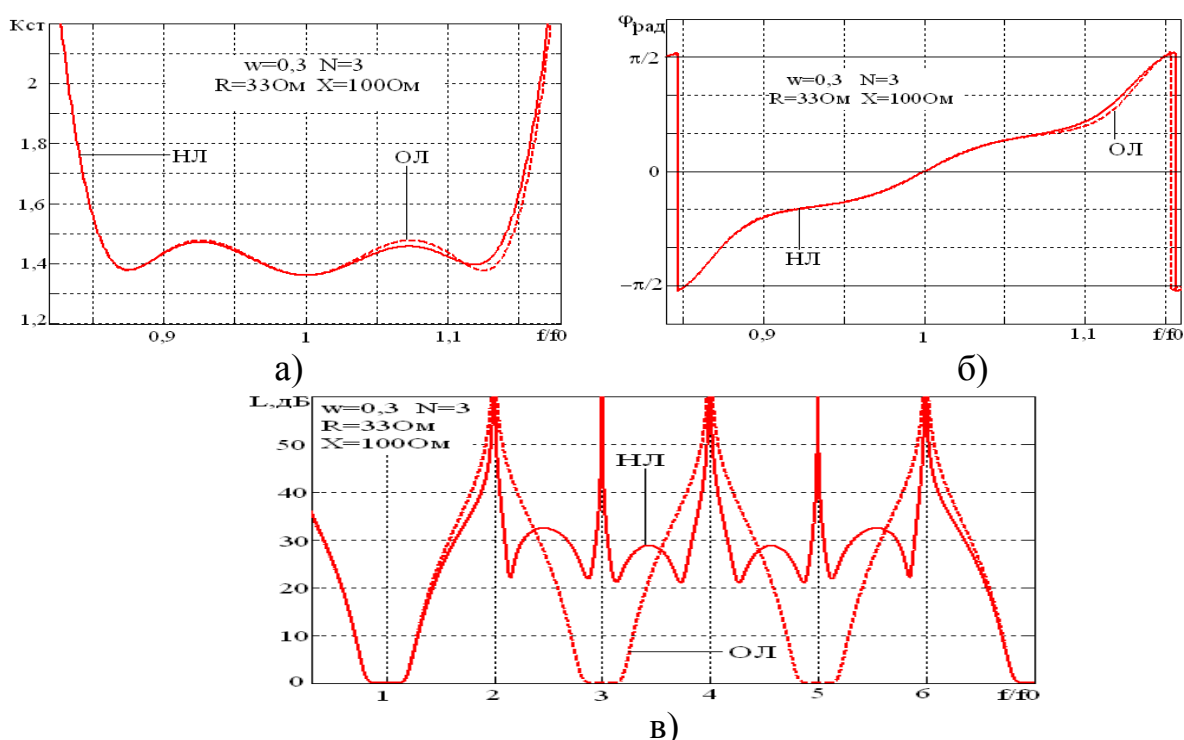 Кст
w=0,3 N=3
R=33Ом X=100Ом
2
1.8
1,6
1.4
1,2
НЛ
ОЛ
0,9
1
1,1
f/f0
а)
φрад
π/2
0
−π/2
w=0,3 N=3
R=33Ом X=100Ом
ОЛ
НЛ
0,9
1
1,1
f/f0
б)
L,дБ
w=0,3 N=3
R=33Ом
X=100Ом
50
40
30
20
10
0
НЛ
ОЛ
1
2
3
4
5
6
f/f0
в)